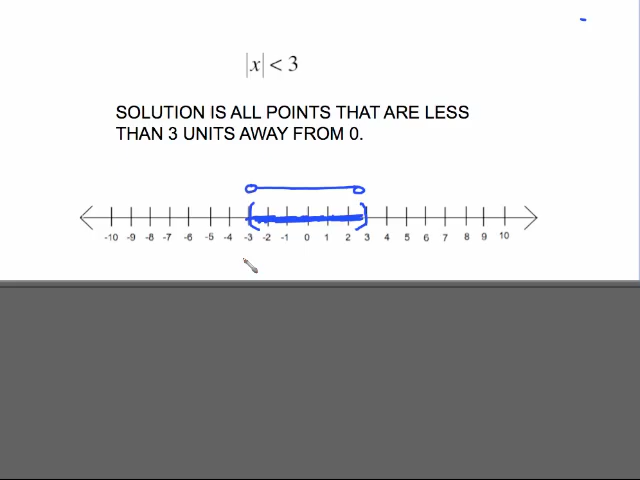 |x| < 3
SOLUTION IS ALL POINTS THAT ARE LESS
THAN 3 UNITS AWAY FROM 0.
-10 -9 -8 -7 -6 -5 -4 -3 -2 -1 0 1 2 3 4 5 6 7 8 9 10